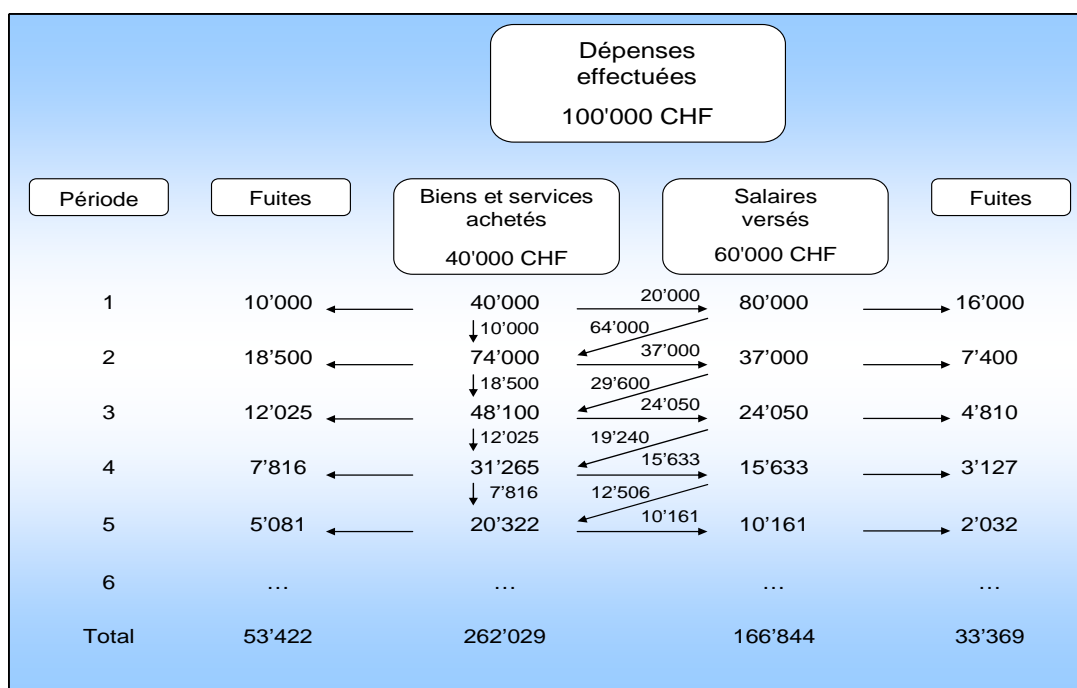 Dépenses
effectuées
100'000 CHF
Période
Fuites
Biens et services
achetés
40'000 CHF
Salaires
versés
60'000 CHF
Fuites
1 10’000 40’000 20’000 80’000 16’000
10’000 64’000
2 18’500 74’000 37’000 37’000 7’400
18’500 29’600
3 12’025 48’100 24’050 24’050 4’810
12’025 19’240
4 7’816 31’265 15’633 15’633 3’127
7’816 12’506
5 5’081 20’322 10’161 10’161 2’032
6 … … … …
Total 53’422 262’029 166’844 33’369